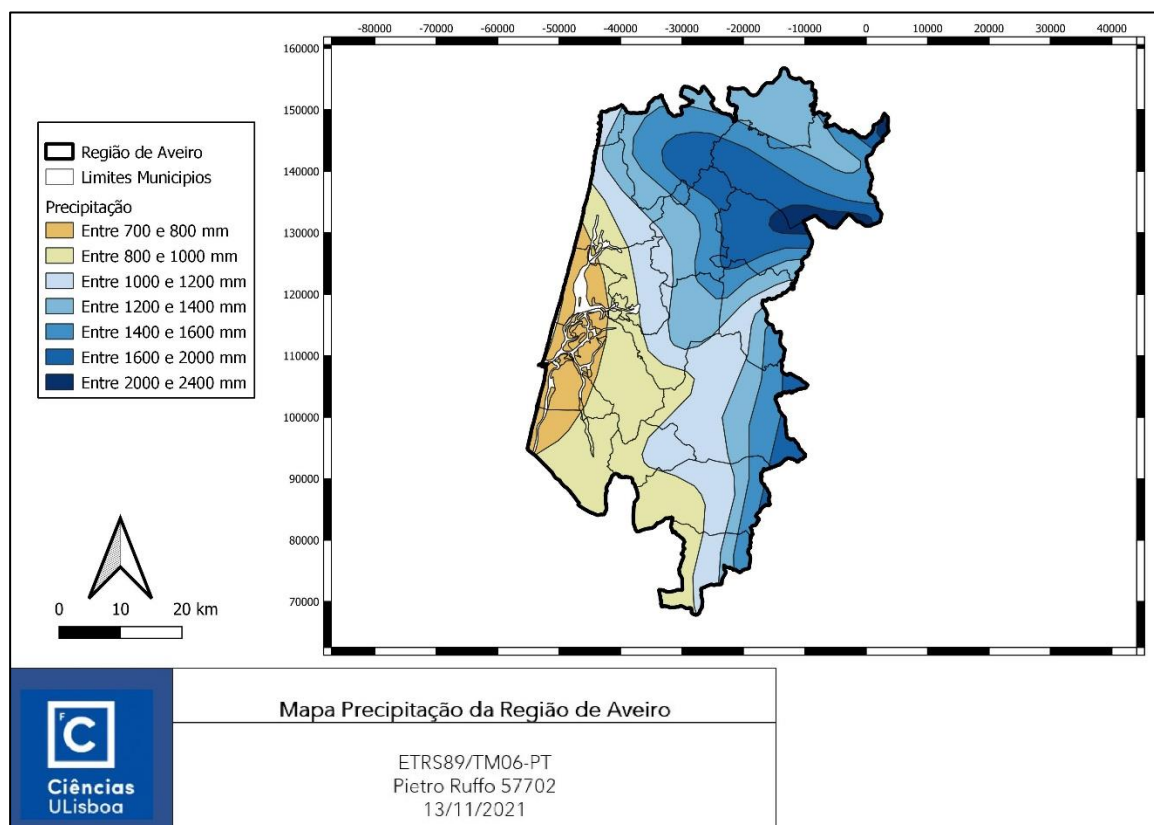 -80000 -70000 -60000 -50000 -40000 -30000 -20000 -10000 0 10000 20000 30000 40000
160000
150000
140000
130000
120000
110000
100000
90000
80000
70000
Região de Aveiro
Limites Municipios
Precipitação
Entre 700 e 800 mm
Entre 800 e 1000 mm
Entre 1000 e 1200 mm
Entre 1200 e 1400 mm
Entre 1400 e 1600 mm
Entre 1600 e 2000 mm
Entre 2000 e 2400 mm
0 10 20 km
F
C
Ciências
ULisboa
Mapa Precipitação da Região de Aveiro
ETRS89/TM06-PT
Pietro Ruffo 57702
13/11/2021